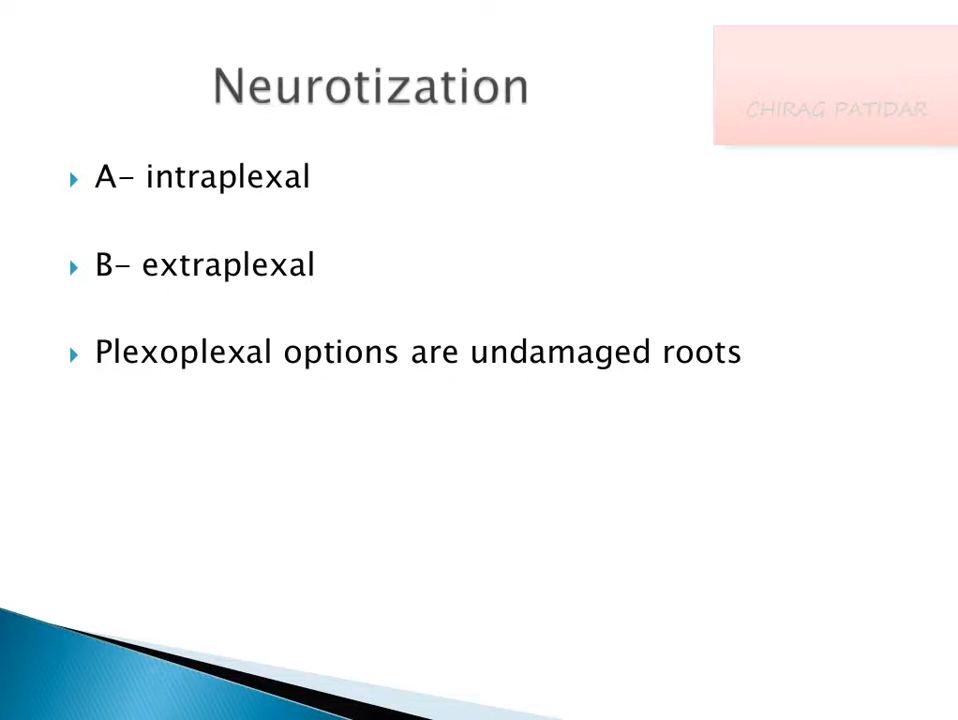 Neurotization
CHIRAG PATIDAR
A- intraplexal
B- extraplexal
Plexoplexal options are undamaged roots